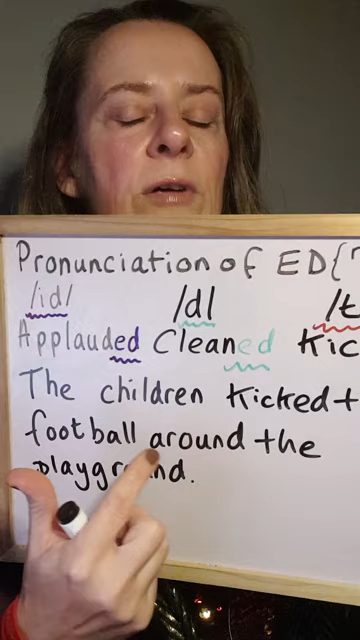 Pronunciation of ED{
/id/ /d/ /t
Applauded Cleaned Kic
The children kicked t
football around the
playground.